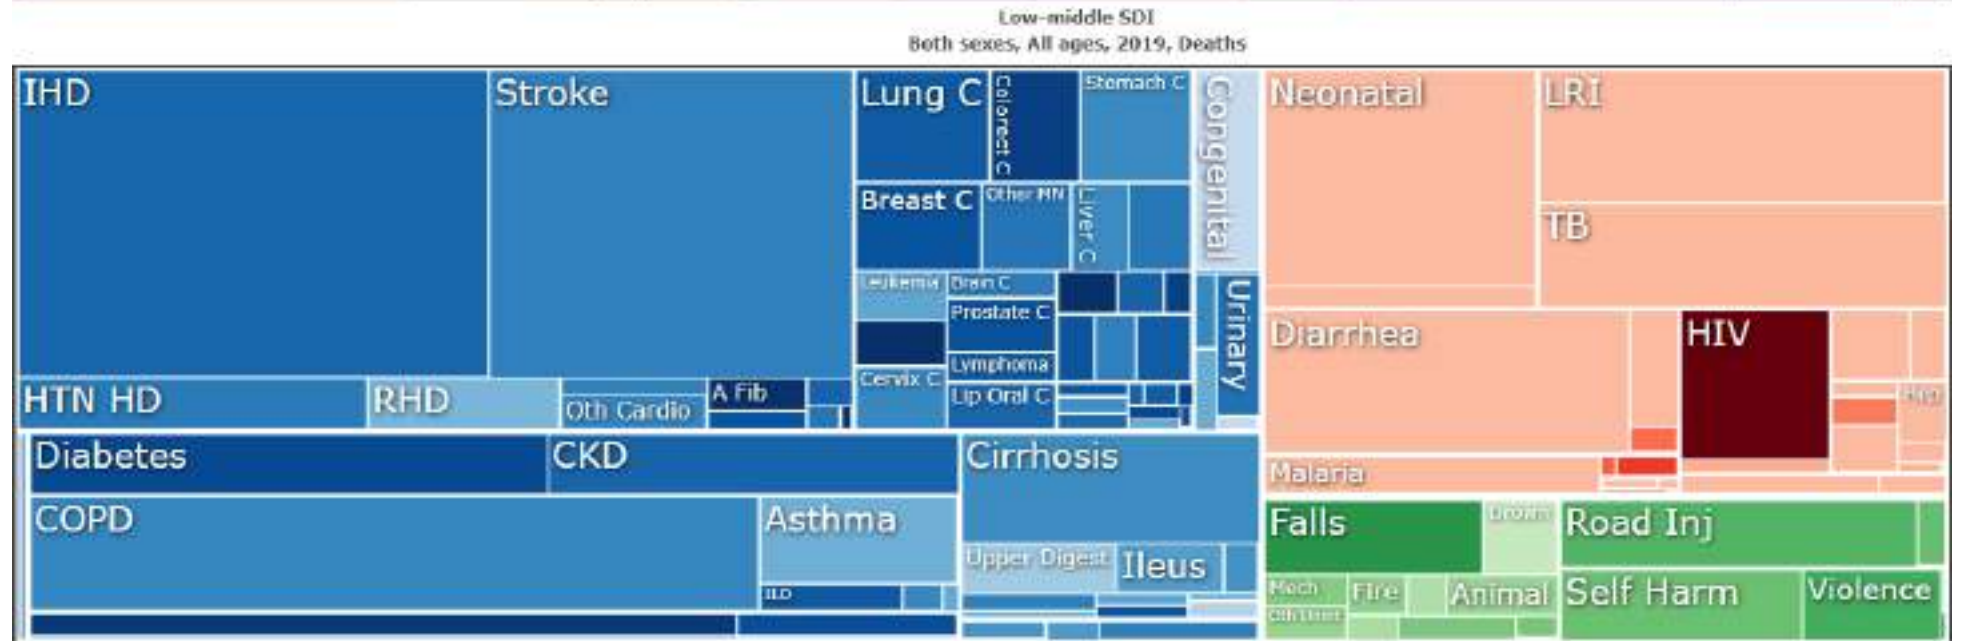 Low-middle SDI
Both sexes, All ages, 2019, Deaths
IHD
Stroke
Lung C
Colorect C
Stomach C
Congenital
Neonatal
LRI
TB
Breast C
Other MN
Liver C
Leukemia
Brain C
Prostate C
Lymphoma
Cervix C
Lip Oral C
Urinary
Diarrhea
HIV
Malaria
HTN HD
RHD
Oth Cardio
A Fib
Diabetes
CKD
Cirrhosis
COPD
Asthma
ILD
Upper Digest
Ileus
Falls
Drown
Road Inj
Mech
Fire
Animal
Self Harm
Violence